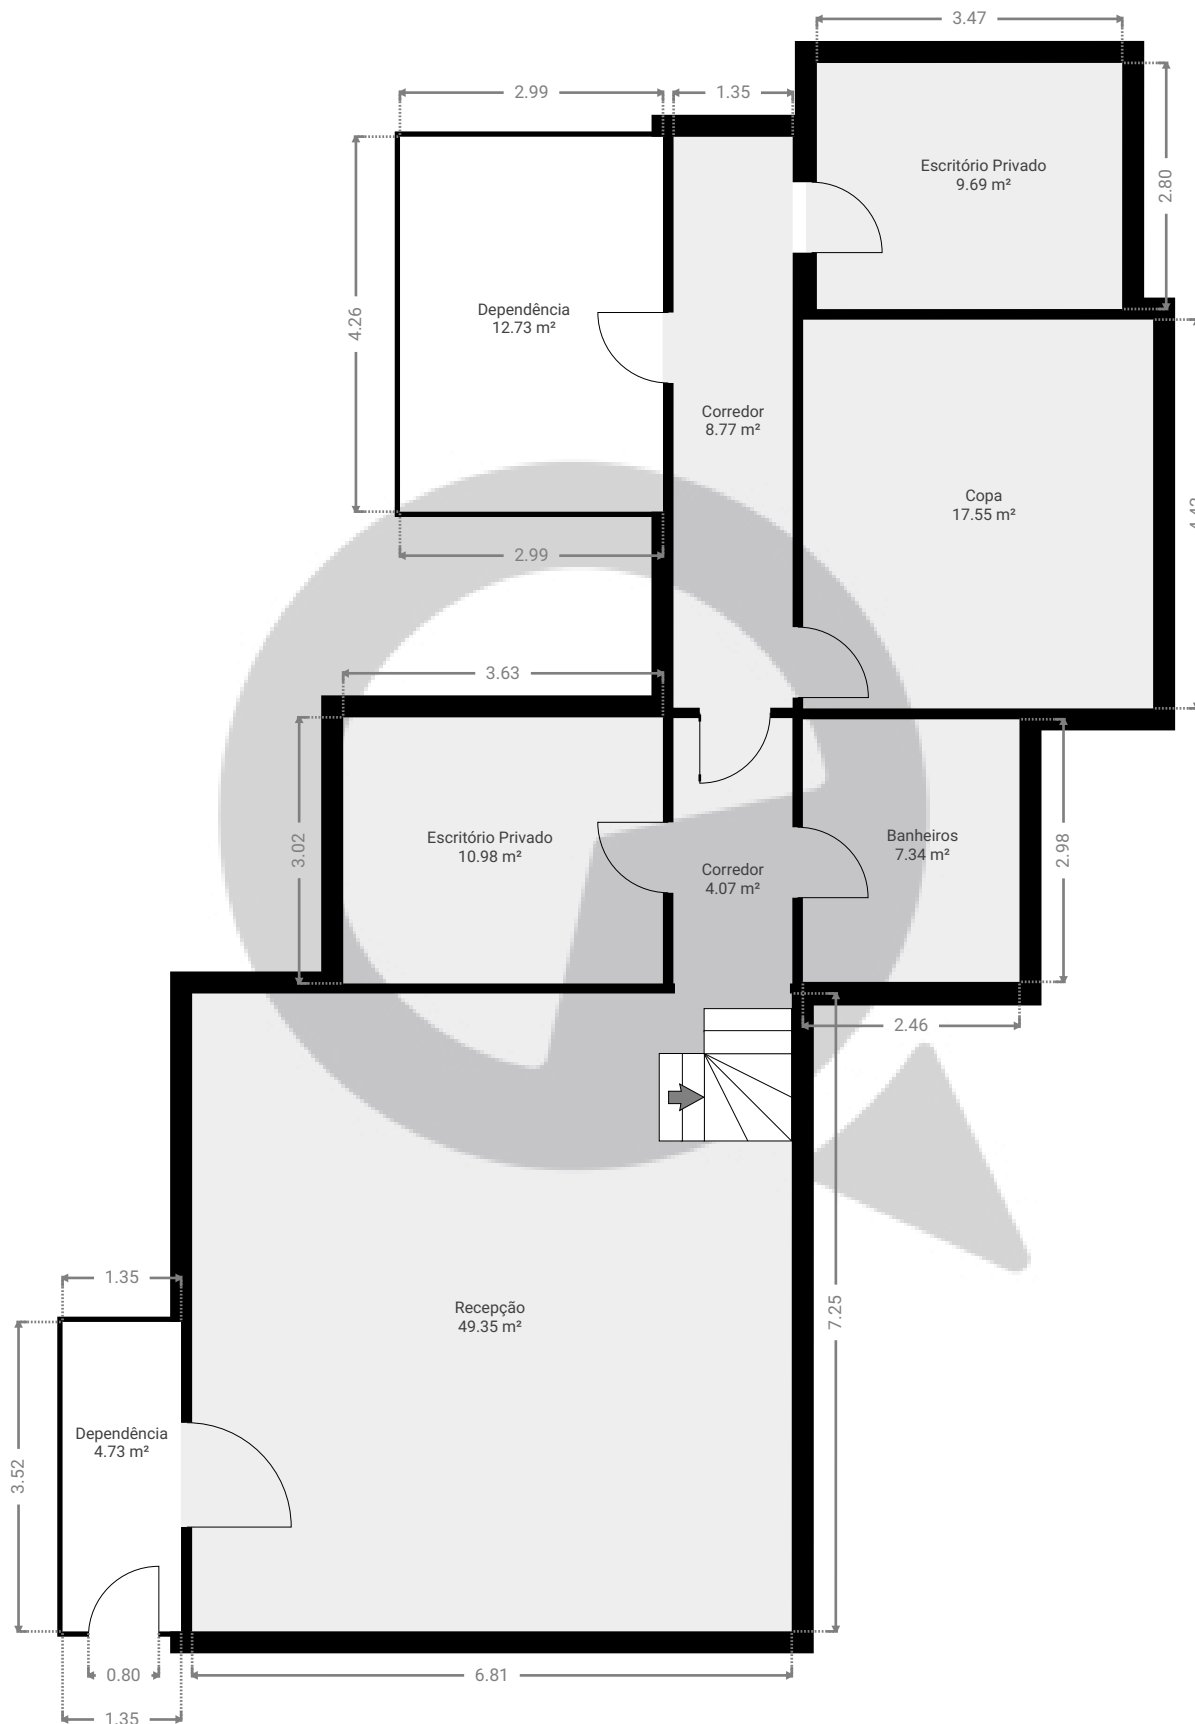 3.47
2.99
1.35
Escritório Privado
9.69 m²
2.80
4.26
Dependência
12.73 m²
Corredor
8.77 m²
Copa
17.55 m²
2.99
3.63
3.02
Escritório Privado
10.98 m²
Banheiros
7.34 m²
2.98
Corredor
4.07 m²
2.46
1.35
7.25
Recepção
49.35 m²
Dependência
4.73 m²
3.52
0.80
6.81
1.35